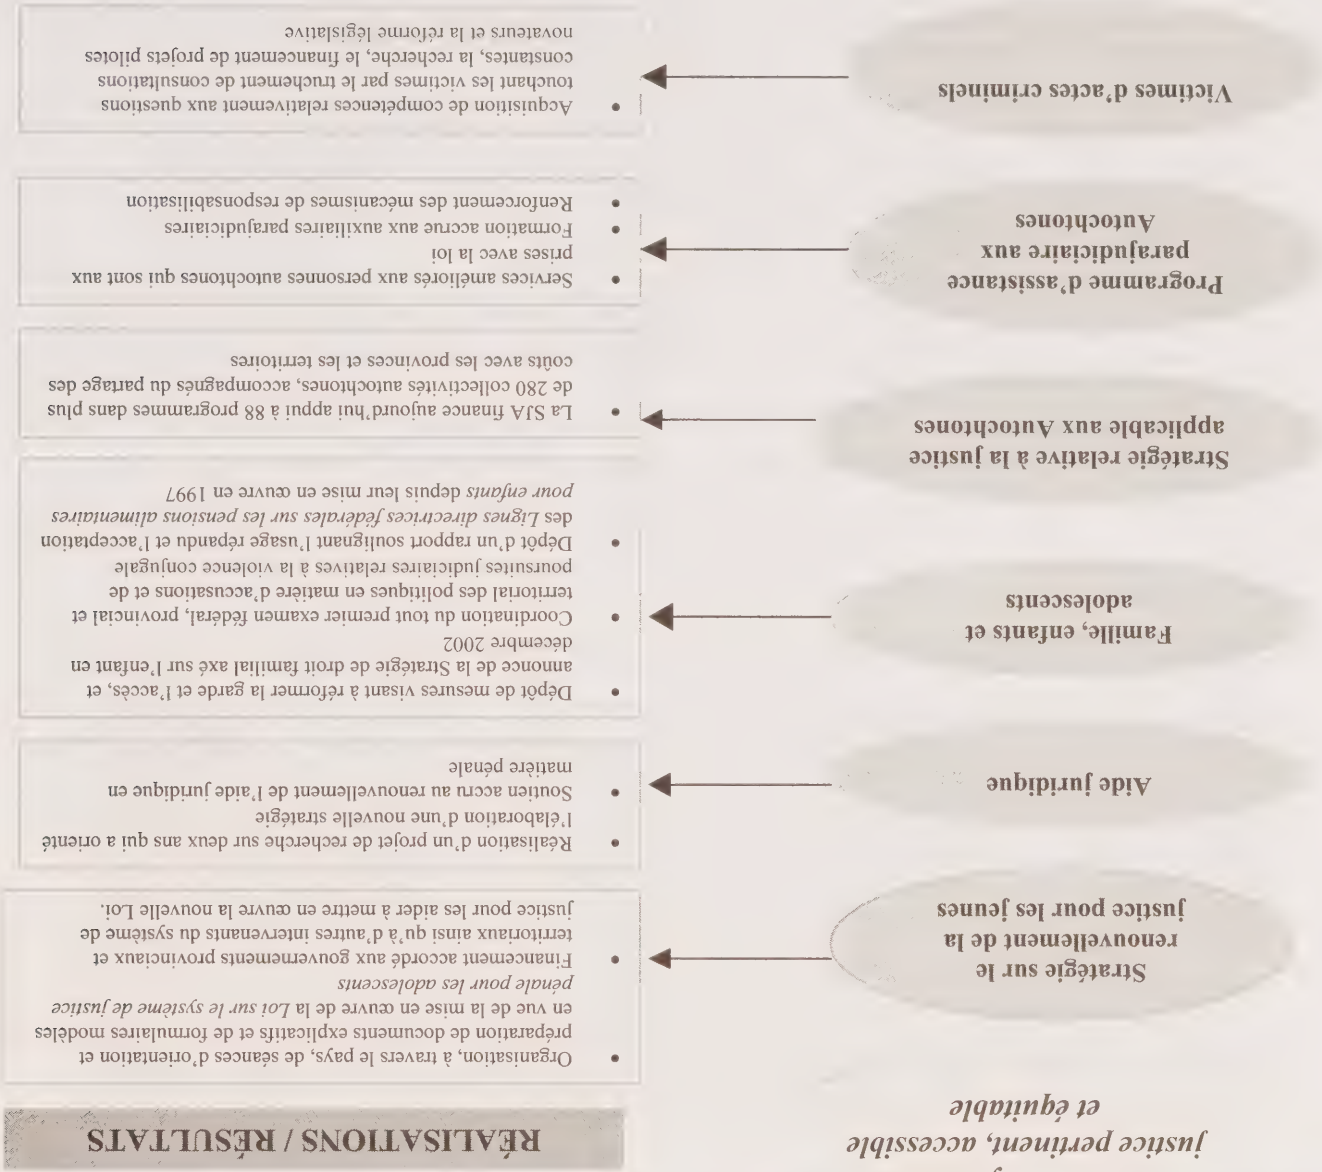 justice pertinent, accessible
et équitable
RÉALISATIONS / RÉSULTATS
Stratégie sur le
renouvellement de la
justice pour les jeunes
• Organisation, à travers le pays, de séances d'orientation et
préparation de documents explicatifs et de formulaires modèles
en vue de la mise en œuvre de la Loi sur le système de justice
pénale pour les adolescents
• Financement accordé aux gouvernements provinciaux et
territoriaux ainsi qu'à d'autres intervenants du système de
justice pour les aider à mettre en œuvre la nouvelle Loi.
Aide juridique
• Réalisation d'un projet de recherche sur deux ans qui a orienté
l'élaboration d'une nouvelle stratégie
• Soutien accru au renouvellement de l'aide juridique en
matière pénale
Famille, enfants et
adolescents
• Dépôt de mesures visant à réformer la garde et l'accès, et
annonce de la Stratégie de droit familial axé sur l'enfant en
décembre 2002
• Coordination du tout premier examen fédéral, provincial et
territorial des politiques en matière d'accusations et de
poursuites judiciaires relatives à la violence conjugale
• Dépôt d'un rapport soulignant l'usage répandu et l'acceptation
des Lignes directrices fédérales sur les pensions alimentaires
pour enfants depuis leur mise en œuvre en 1997
Stratégie relative à la justice
applicable aux Autochtones
• La SJA finance aujourd'hui appui à 88 programmes dans plus
de 280 collectivités autochtones, accompagnés du partage des
coûts avec les provinces et les territoires
Programme d'assistance
parajudiciaire aux
Autochtones
• Services améliorés aux personnes autochtones qui sont aux
prises avec la loi
• Formation accrue aux auxiliaires parajudiciaires
• Renforcement des mécanismes de responsabilisation
Victimes d'actes criminels
• Acquisition de compétences relativement aux questions
touchant les victimes par le truchement de consultations
constantes, la recherche, le financement de projets pilotes
novateurs et la réforme législative